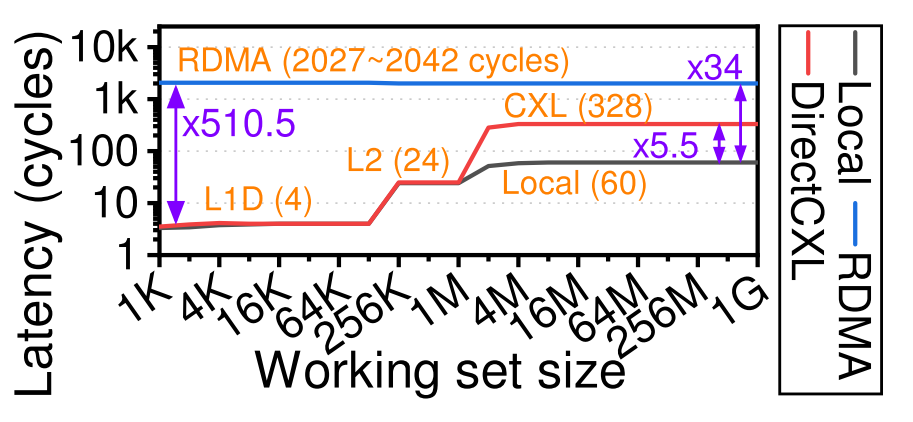 Latency (cycles)
10k
1k
100
10
1
RDMA (2027~2042 cycles)
x34
x510.5
CXL (328)
L2 (24)
x5.5
L1D (4)
Local (60)
1K
4K
16K
64K
256K
1M
4M
16M
64M
256M
1G
Working set size
Local
RDMA
DirectCXL